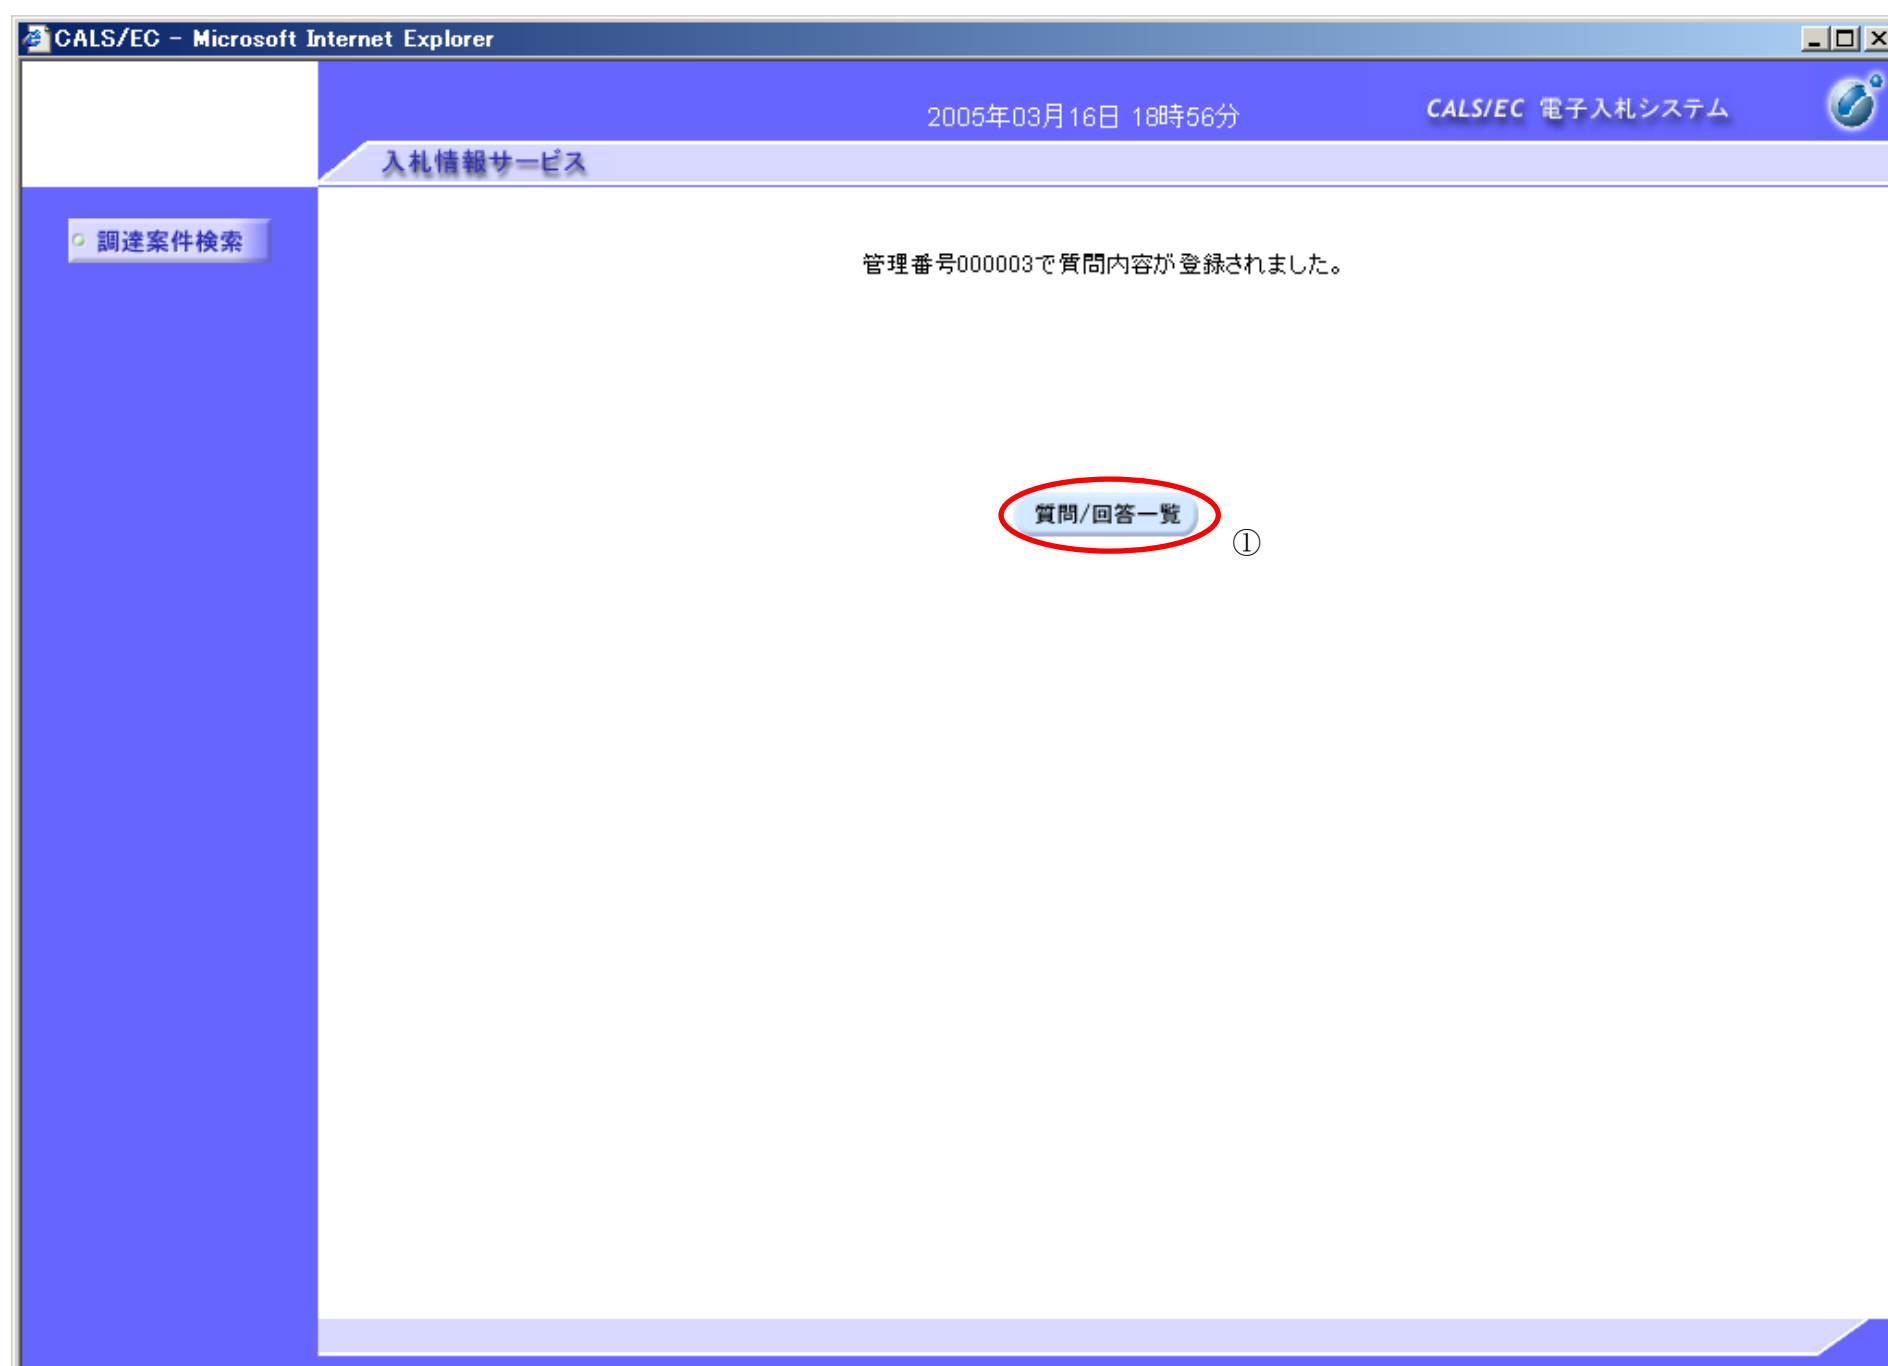 CALS/EC - Microsoft Internet Explorer
2005年03月16日 18時56分
CALS/EC 電子入札システム
入札情報サービス
調達案件検索
管理番号000003で質問内容が登録されました。
質問/回答一覧
①